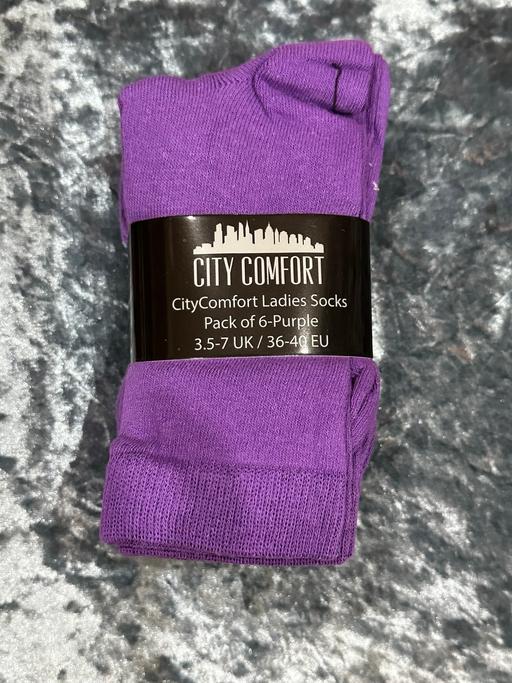 CITY COMFORT
CityComfort Ladies Socks
Pack of 6-Purple
3.5-7 UK / 36-40 EU